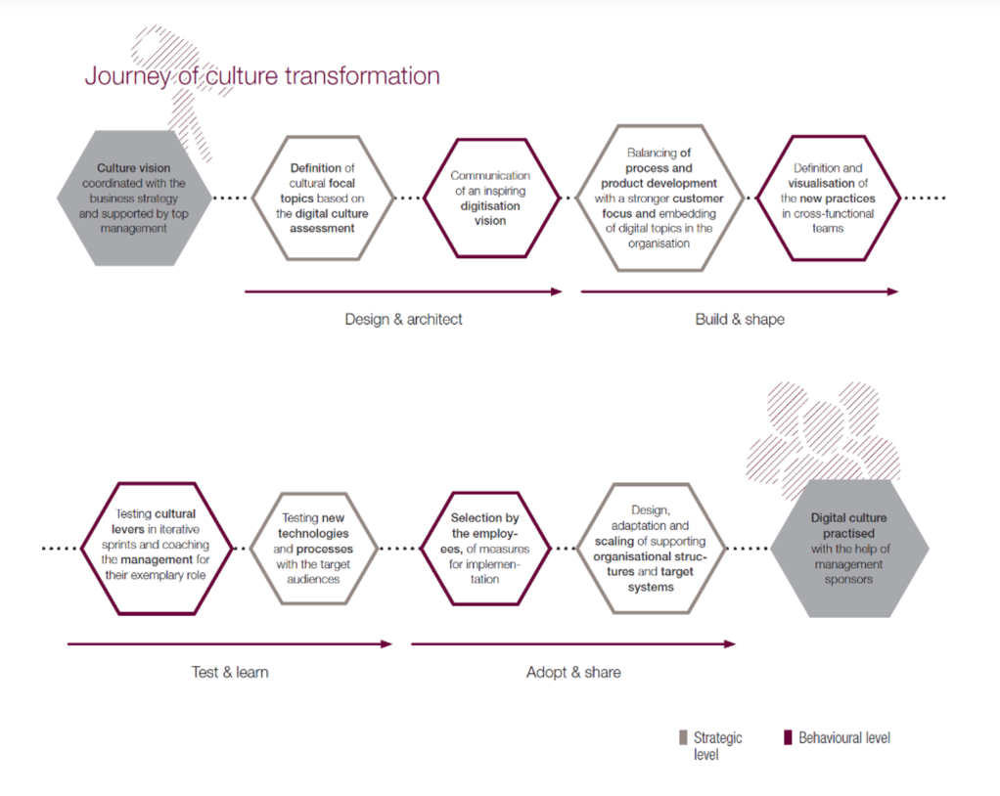 Journey of culture transformation
Culture vision
coordinated with the
business strategy
and supported by top
management
Definition of
cultural focal
topics based on
the digital culture
assessment
Communication
of an inspiring
digitisation
vision
Balancing of
process and
product development
with a stronger customer
focus and embedding
of digital topics in the
organisation
Definition and
visualisation of
the new practices
in cross-functional
teams
Design & architect
Build & shape
Testing cultural
levers in iterative
sprints and coaching
the management for
their exemplary role
Testing new
technologies
and processes
with the target
audiences
Selection by
the employ-
ees, of measures
for implemen-
tation
Design,
adaptation and
scaling of supporting
organisational struc-
tures and target
systems
Digital culture
practised
with the help of
management
sponsors
Test & learn
Adopt & share
Strategic
level
Behavioural level